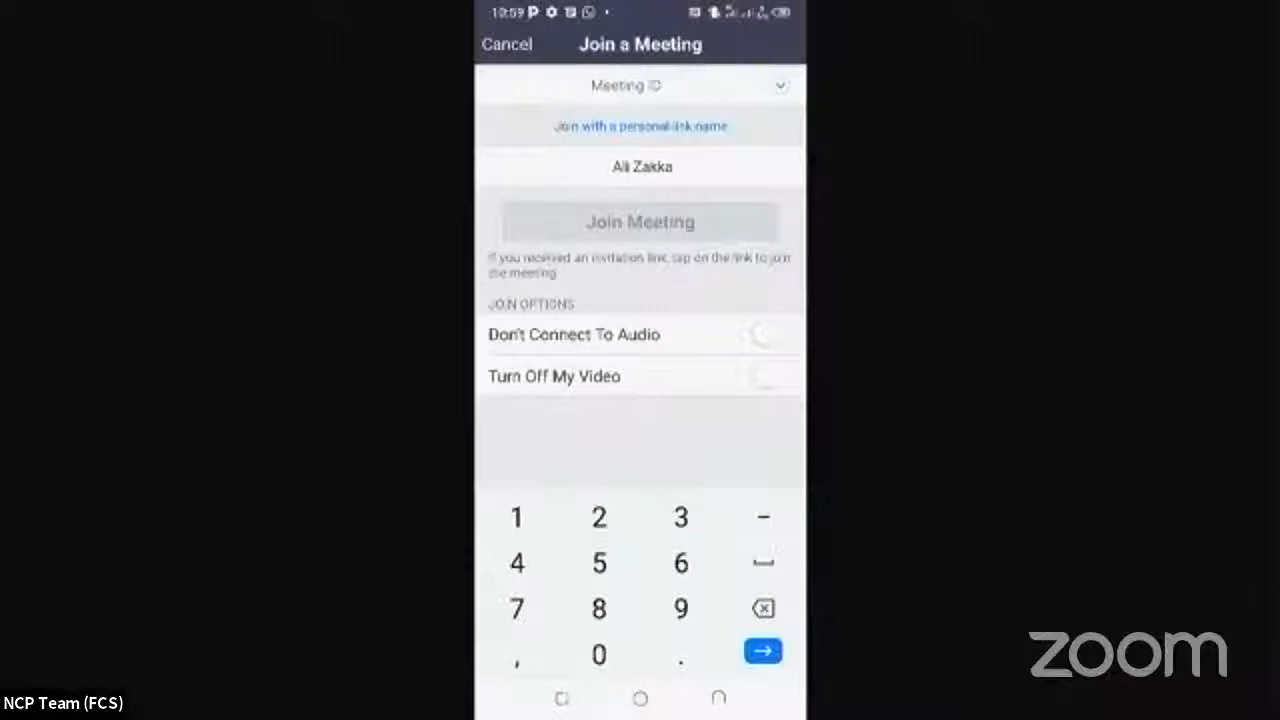 10:59
Cancel Join a Meeting
Meeting ID
Join with a personal link name
Ali Zakka
Join Meeting
If you received an invitation link, tap on the link to join
the meeting
JOIN OPTIONS
Don't Connect To Audio
Turn Off My Video
1 2 3 -
4 5 6
7 8 9
, 0 .
zoom
NCP Team (FCS)